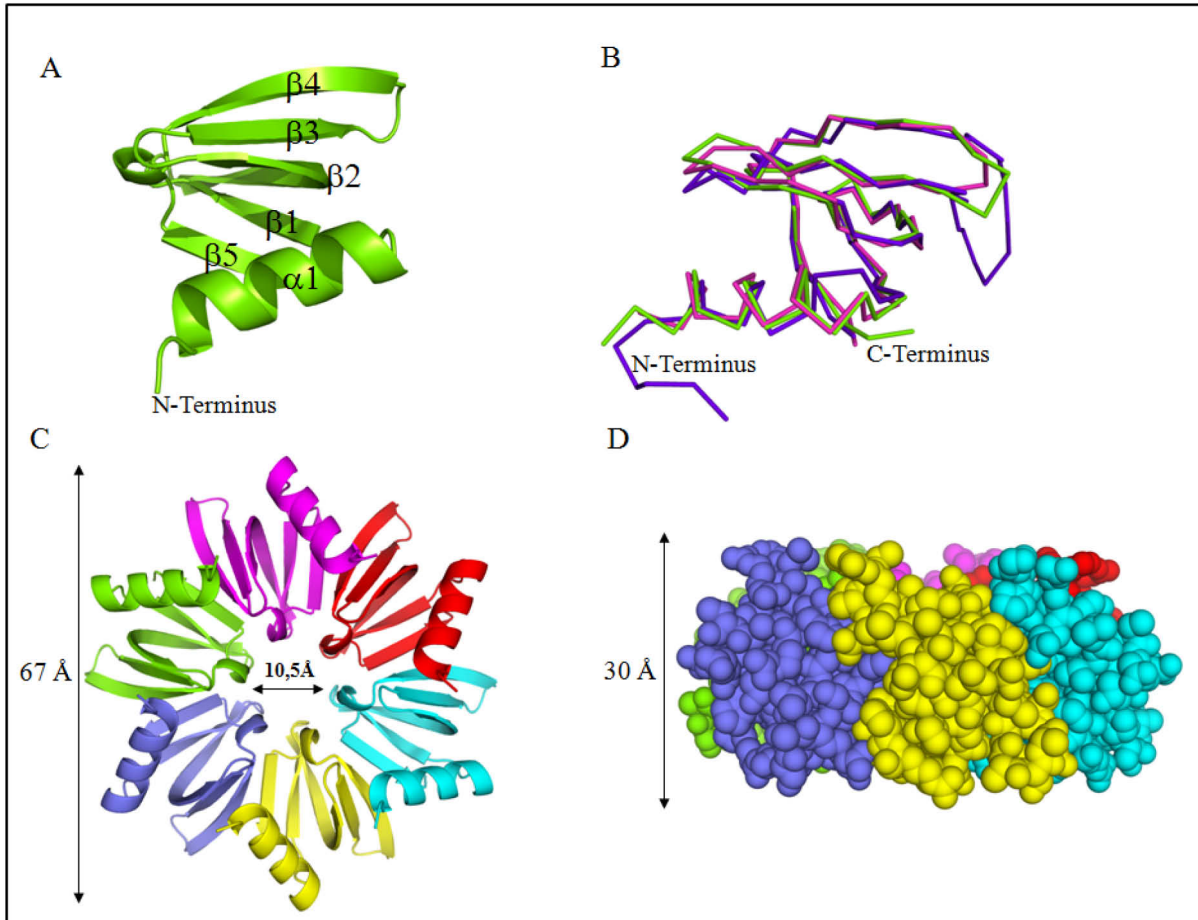 A
β4
β3
β2
β1
β5
α1
N-Terminus
B
N-Terminus
C-Terminus
C
67 Å
10,5Å
D
30 Å